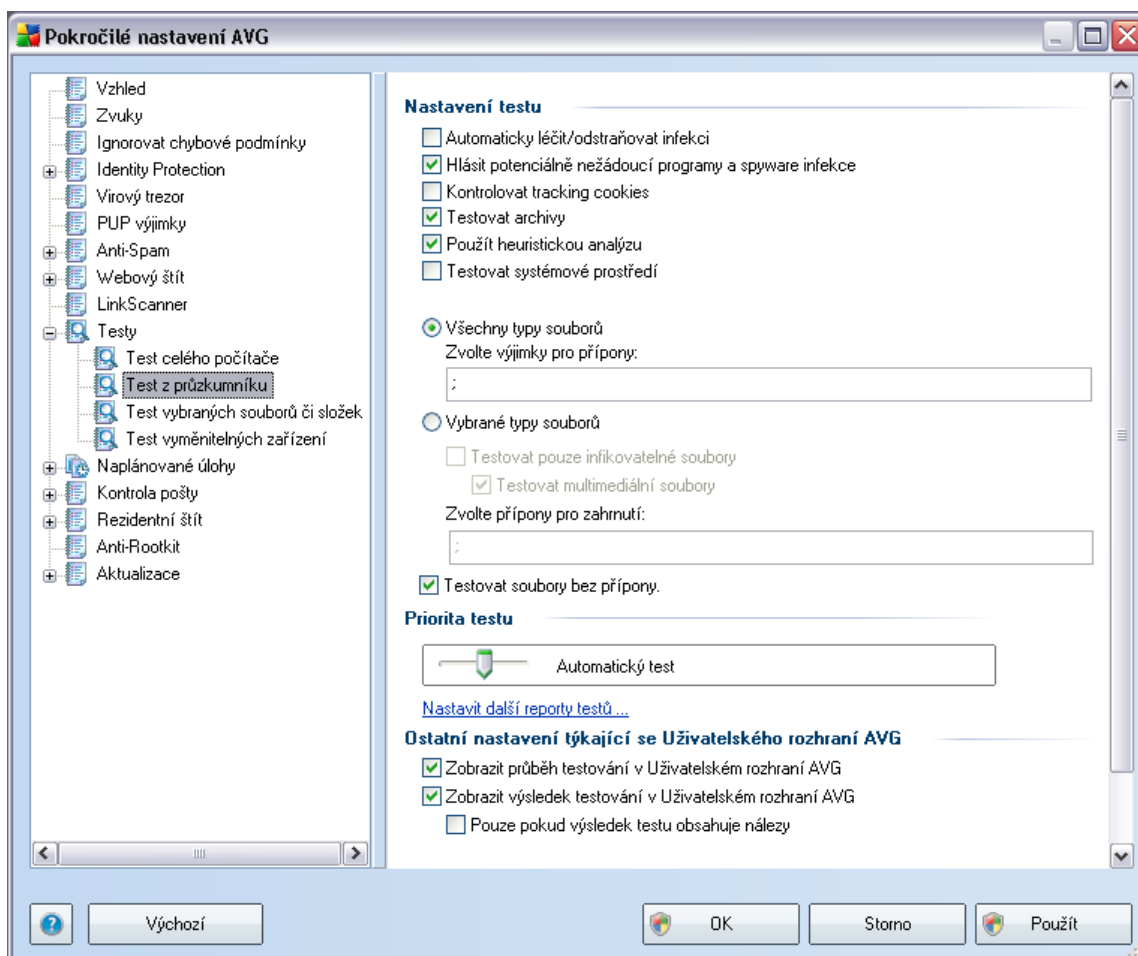 Pokročilé nastavení AVG
Vzhled
Zvuky
Ignorovat chybové podmínky
Identity Protection
Virový trezor
PUP výjimky
Anti-Spam
Webový štít
LinkScanner
Testy
Test celého počítače
Test z průzkumníku
Test vybraných souborů či složek
Test vyměnitelných zařízení
Naplánované úlohy
Kontrola pošty
Rezidentní štít
Anti-Rootkit
Aktualizace
Nastavení testu
Automaticky léčit/odstraňovat infekci
Hlásit potenciálně nežádoucí programy a spyware infekce
Kontrolovat tracking cookies
Testovat archivy
Použít heuristickou analýzu
Testovat systémové prostředí
Všechny typy souborů
Zvolte výjimky pro přípony:
;
Vybrané typy souborů
Testovat pouze infikovatelné soubory
Testovat multimediální soubory
Zvolte přípony pro zahrnutí:
;
Testovat soubory bez přípony.
Priorita testu
Automatický test
Nastavit další reporty testů ...
Ostatní nastavení týkající se Uživatelského rozhraní AVG
Zobrazit průběh testování v Uživatelském rozhraní AVG
Zobrazit výsledek testování v Uživatelském rozhraní AVG
Pouze pokud výsledek testu obsahuje nálezy
? Výchozí OK Storno Použít